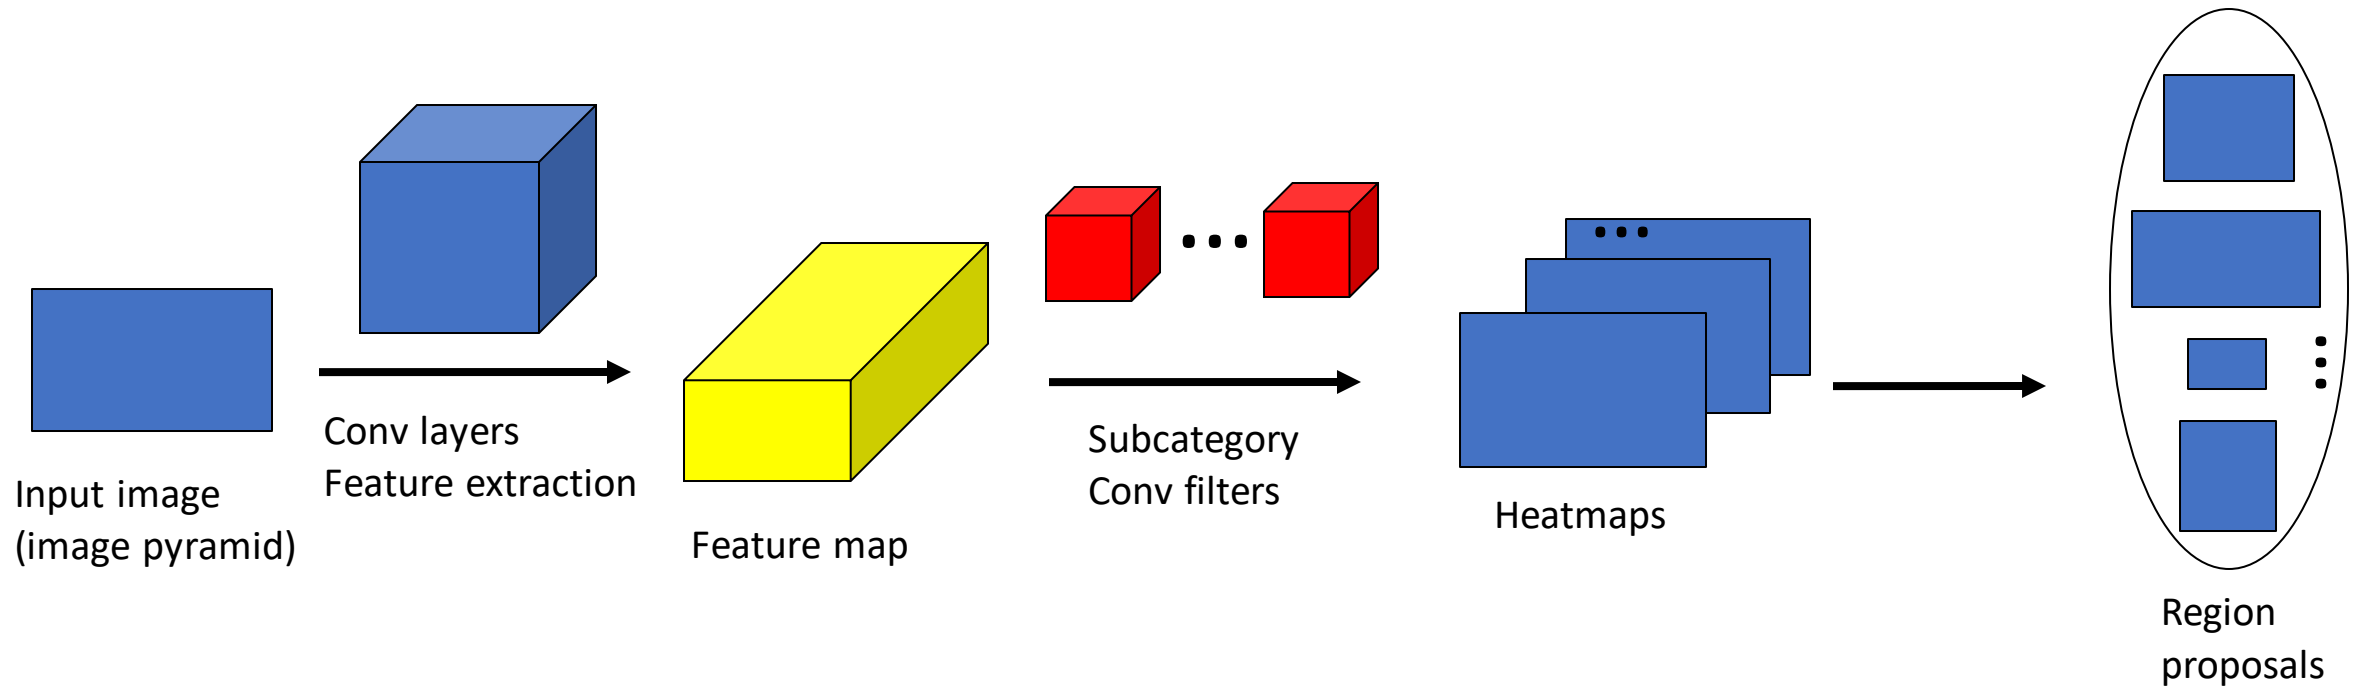 Input image
(image pyramid)
Conv layers
Feature extraction
Feature map
Subcategory
Conv filters
Heatmaps
Region
proposals